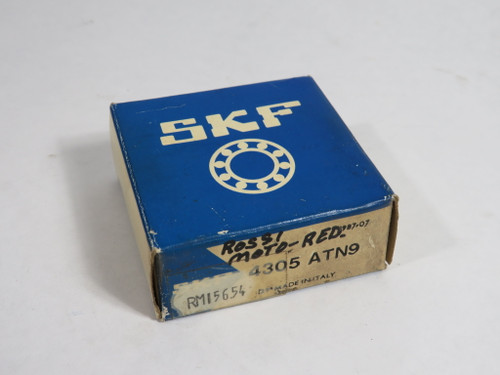 SKF
ROSSI
MOTO-RED.
4305 ATN9
RM15654
MADE IN ITALY